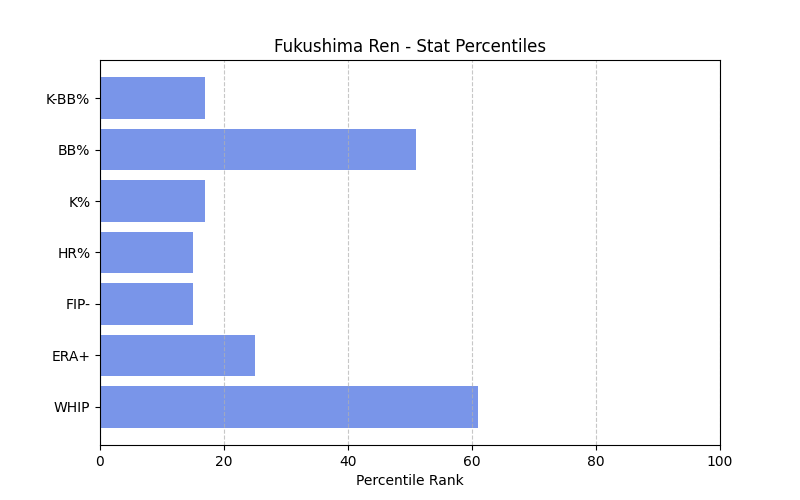 Fukushima Ren - Stat Percentiles
K-BB%
BB%
K%
HR%
FIP-
ERA+
WHIP
0 20 40 60 80 100
Percentile Rank